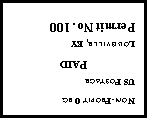 NON-PROFIT ORG.
US POSTAGE
PAID
LOUISVILLE, KY
Permit No. 100